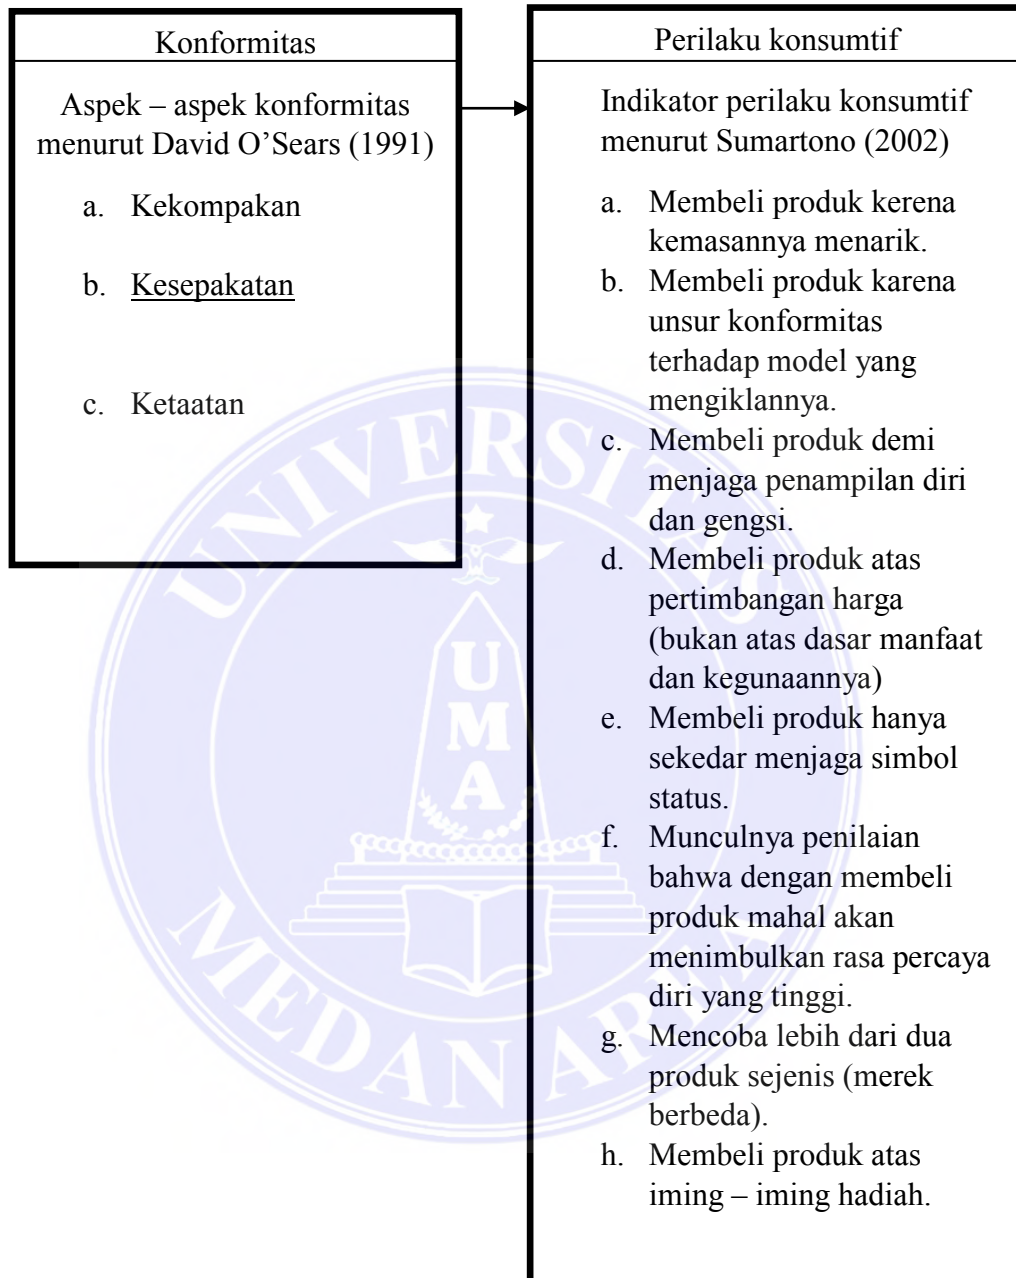 Konformitas
Aspek – aspek konformitas
menurut David O’Sears (1991)
a. Kekompakan
b. Kesepakatan
c. Ketaatan
Perilaku konsumtif
Indikator perilaku konsumtif
menurut Sumartono (2002)
a. Membeli produk kerena
kemasannya menarik.
b. Membeli produk karena
unsur konformitas
terhadap model yang
mengiklannya.
c. Membeli produk demi
menjaga penampilan diri
dan gengsi.
d. Membeli produk atas
pertimbangan harga
(bukan atas dasar manfaat
dan kegunaannya)
e. Membeli produk hanya
sekedar menjaga simbol
status.
f. Munculnya penilaian
bahwa dengan membeli
produk mahal akan
menimbulkan rasa percaya
diri yang tinggi.
g. Mencoba lebih dari dua
produk sejenis (merek
berbeda).
h. Membeli produk atas
iming – iming hadiah.
UNIVERSITAS
MEDAN AREA
U
M
A